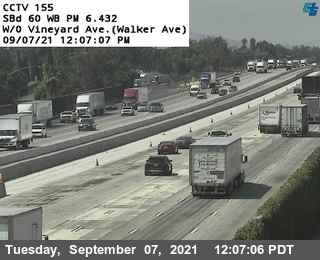 CCTV 155
SBd 60 WB PM 6.432
W/O Vineyard Ave.(Walker Ave)
09/07/21 12:07:07 PM
Tuesday, September 07, 2021 12:07:06 PDT